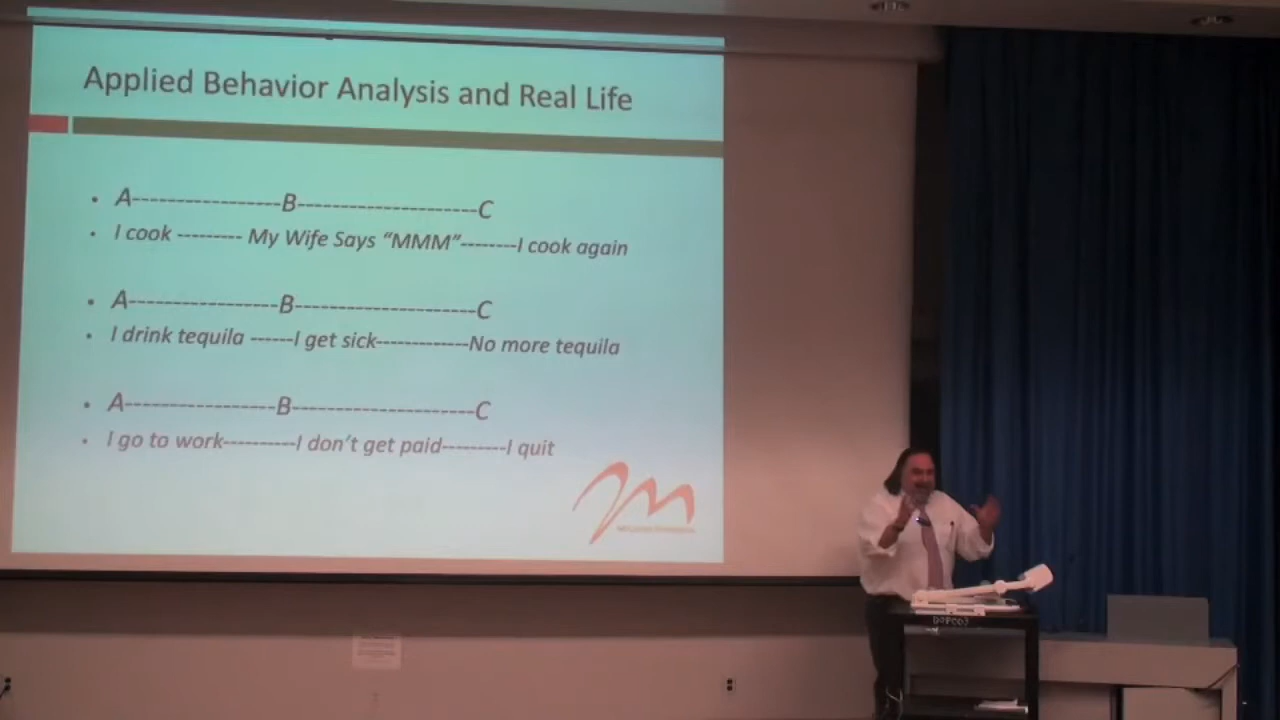 Applied Behavior Analysis and Real Life
• A-----------------B---------------------C
• I cook --------- My Wife Says “MMM”-------I cook again
• A-----------------B---------------------C
• I drink tequila ------I get sick-------------No more tequila
• A-----------------B---------------------C
• I go to work----------I don’t get paid---------I quit